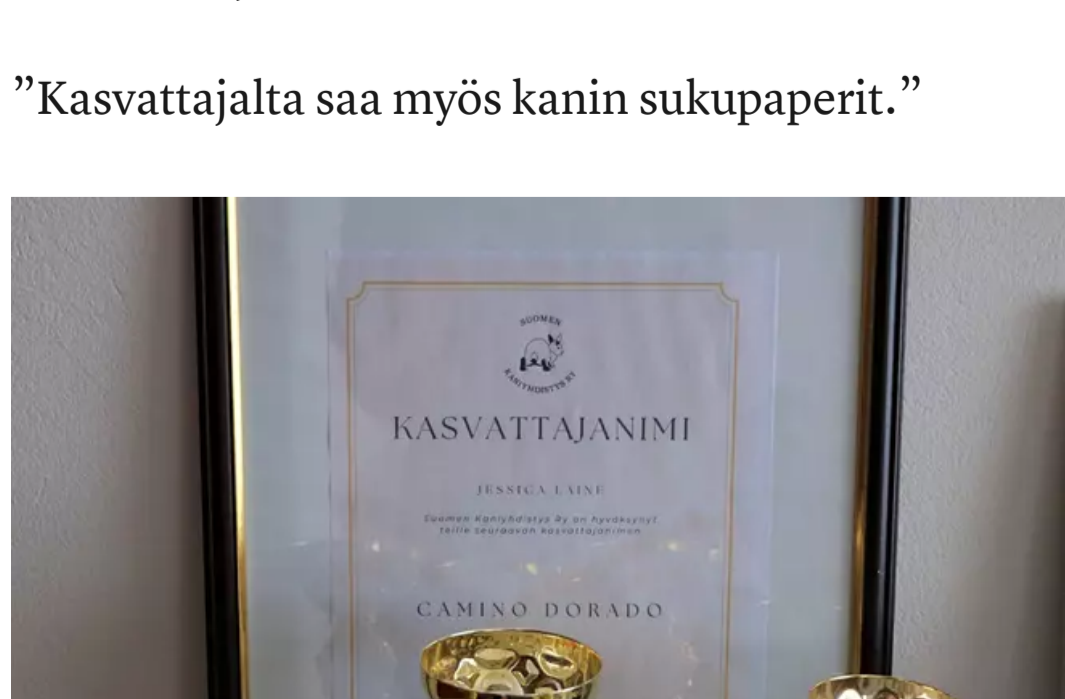 ”Kasvattajalta saa myös kanin sukupaperit.”
SUOMEN
KANIYHDISTYS RY
KASVATTAJANIMI
JESSICA LAINE
Suomen Kaniyhdistys Ry on hyväksynyt
teille seuraavan kasvattajanimen
CAMINO DORADO